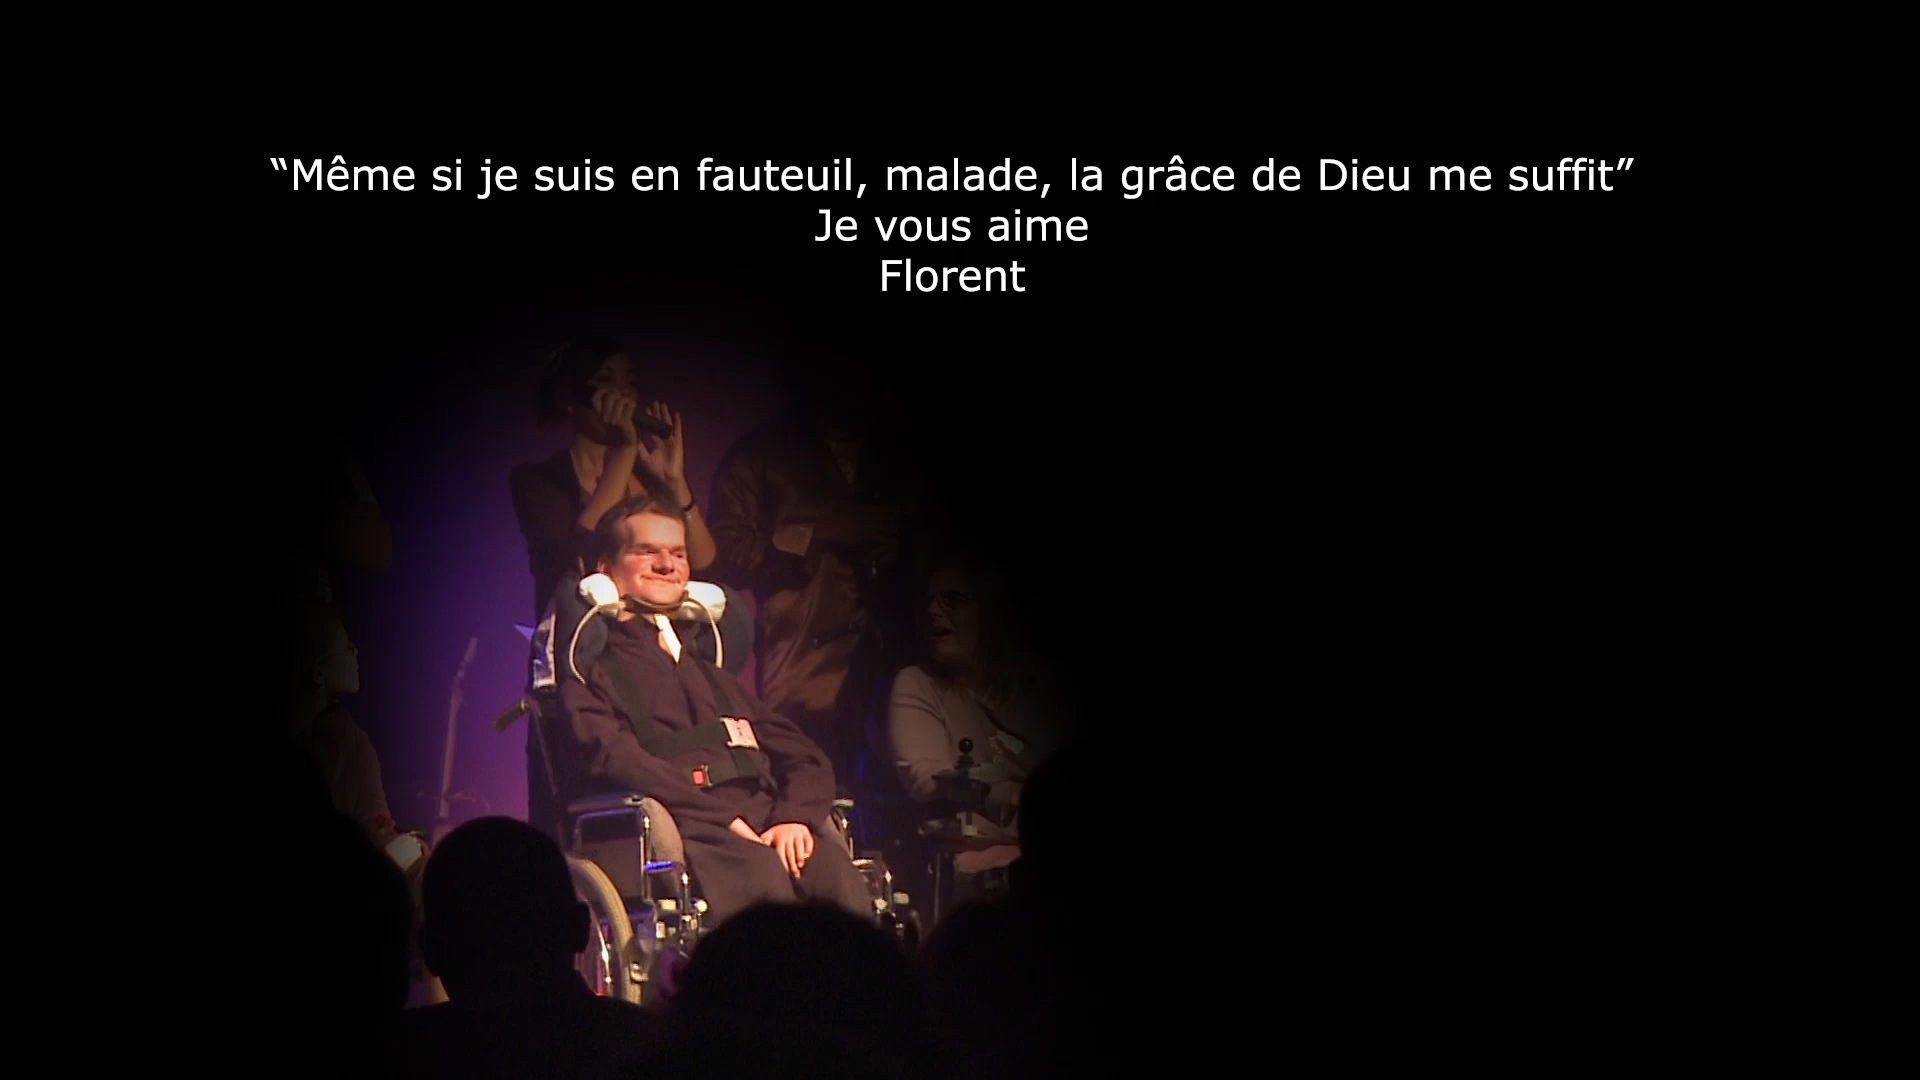 “Même si je suis en fauteuil, malade, la grâce de Dieu me suffit”
Je vous aime
Florent